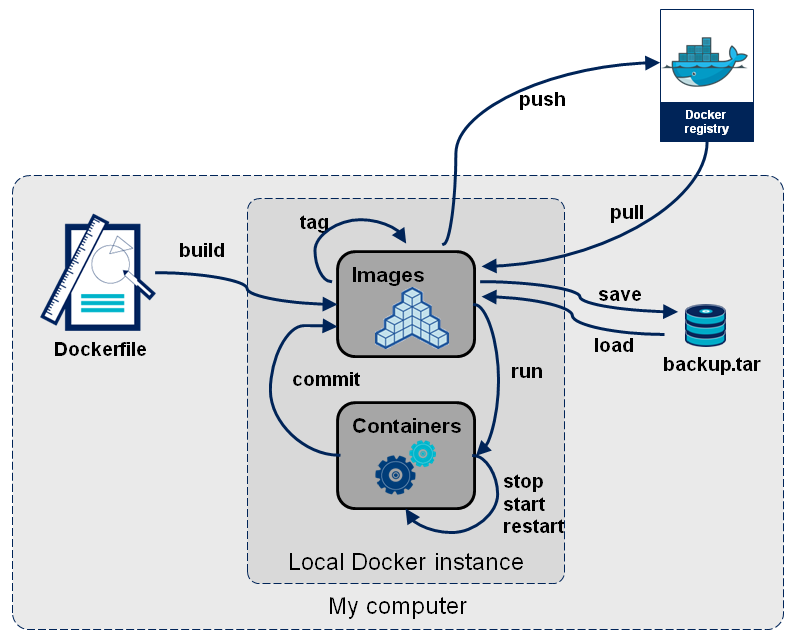 Docker
registry
push
pull
tag
build
Images
save
Dockerfile
load
backup.tar
commit
run
Containers
stop
start
restart
Local Docker instance
My computer